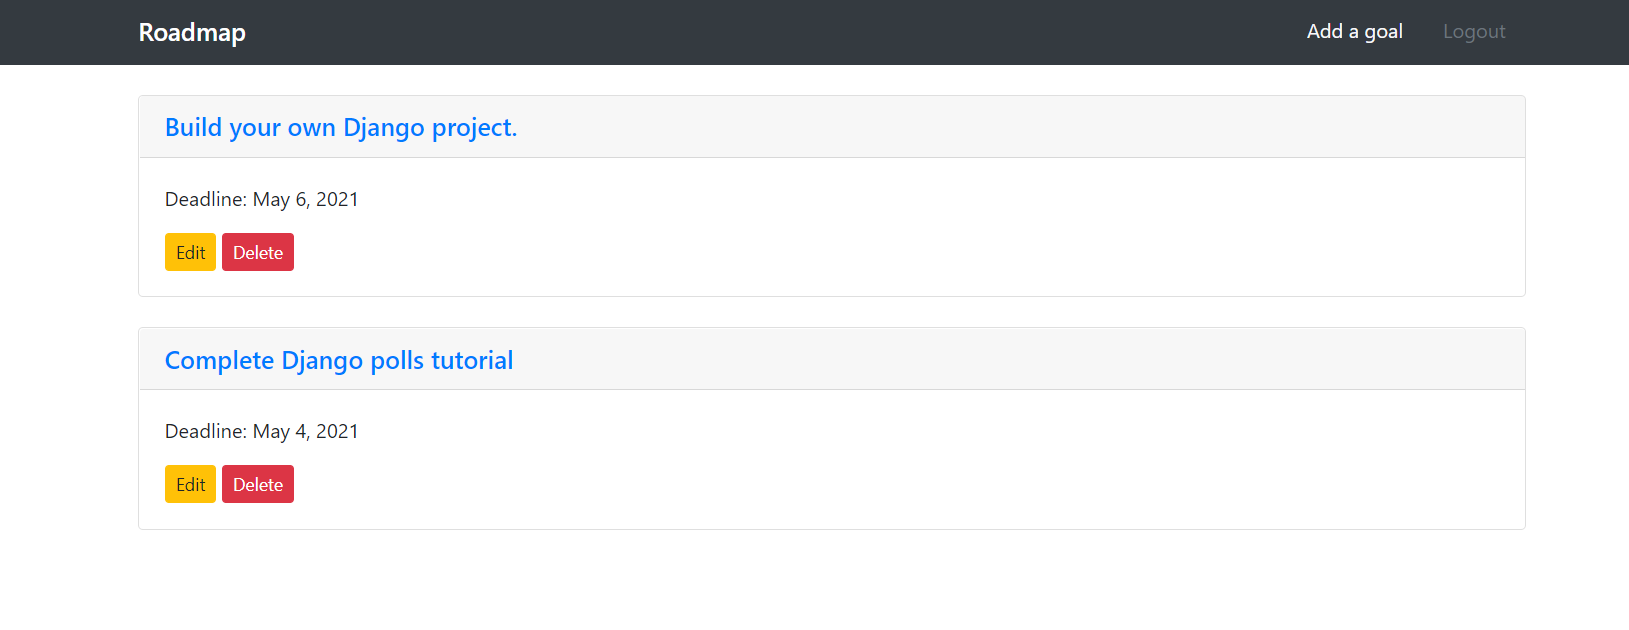 Roadmap Add a goal Logout
Build your own Django project.
Deadline: May 6, 2021
Edit Delete
Complete Django polls tutorial
Deadline: May 4, 2021
Edit Delete